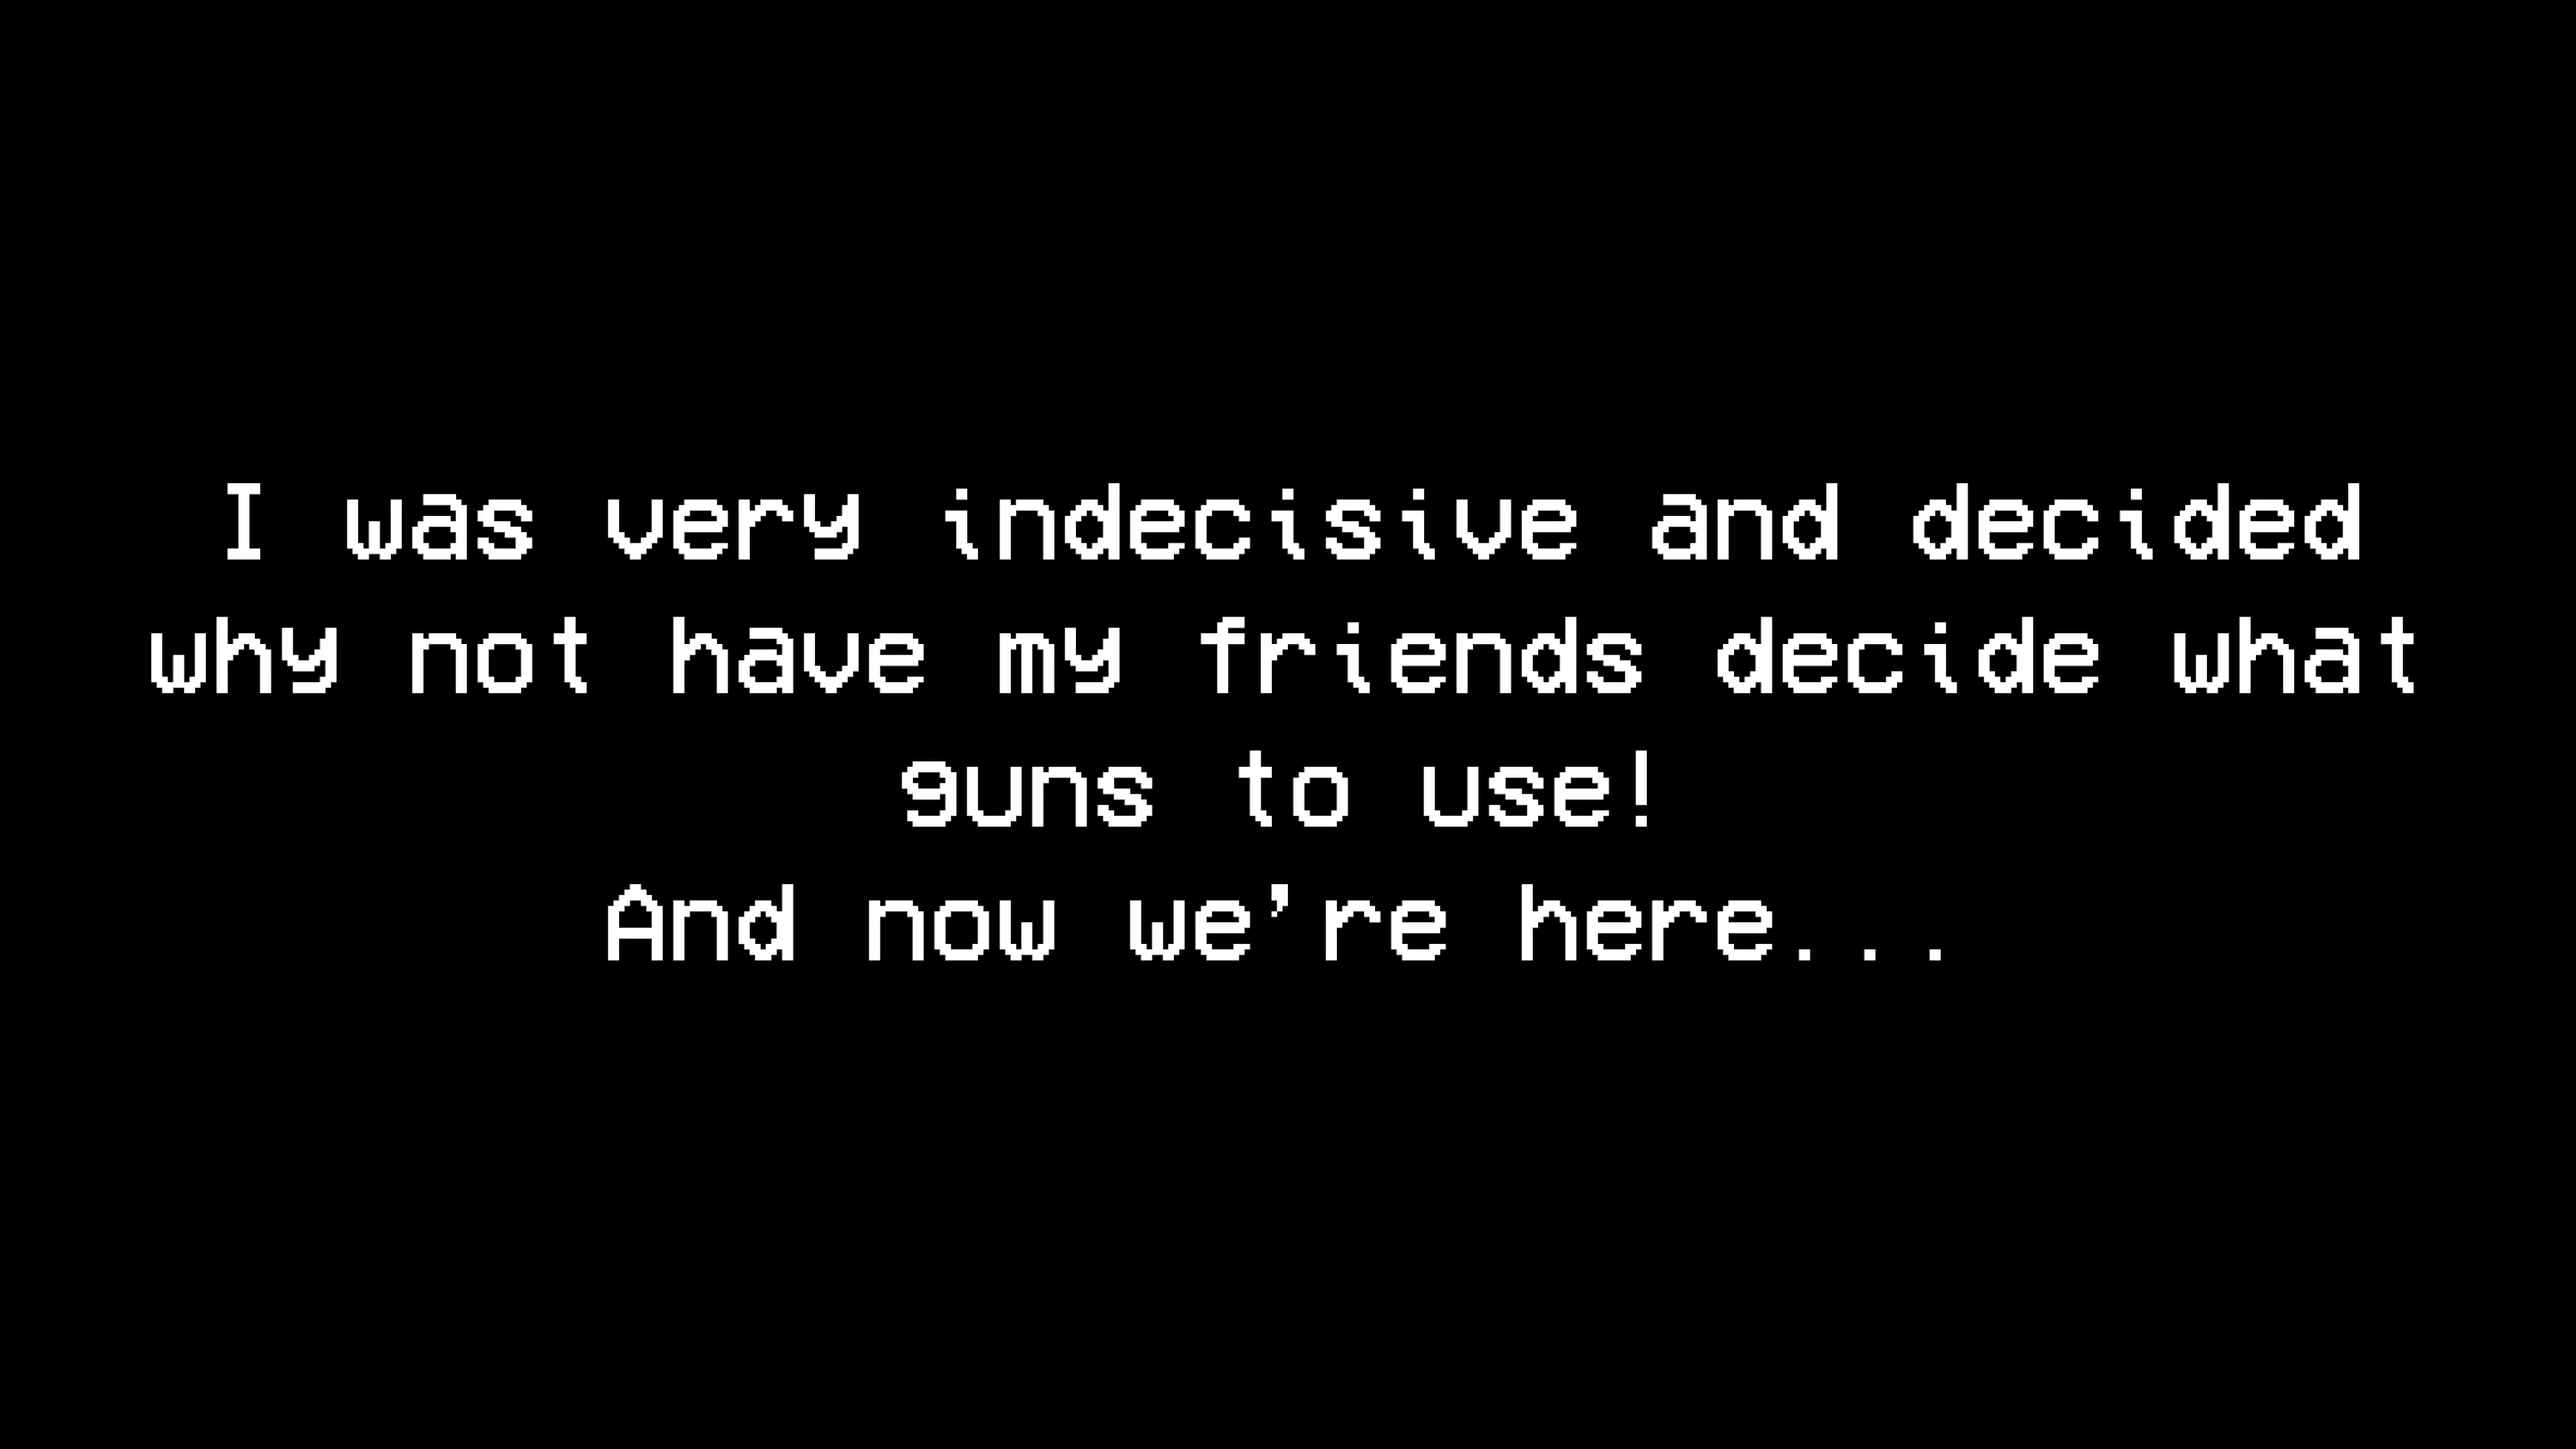 I was very indecisive and decided
why not have my friends decide what
guns to use!
And now we're here...